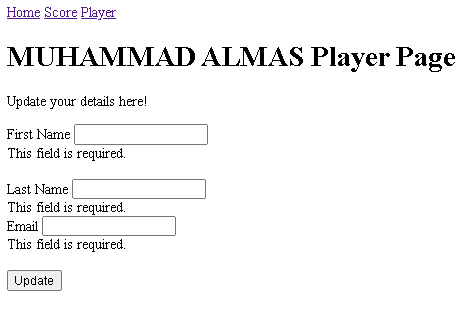 Home Score Player
MUHAMMAD ALMAS Player Page
Update your details here!
First Name
This field is required.
Last Name
This field is required.
Email
This field is required.
Update